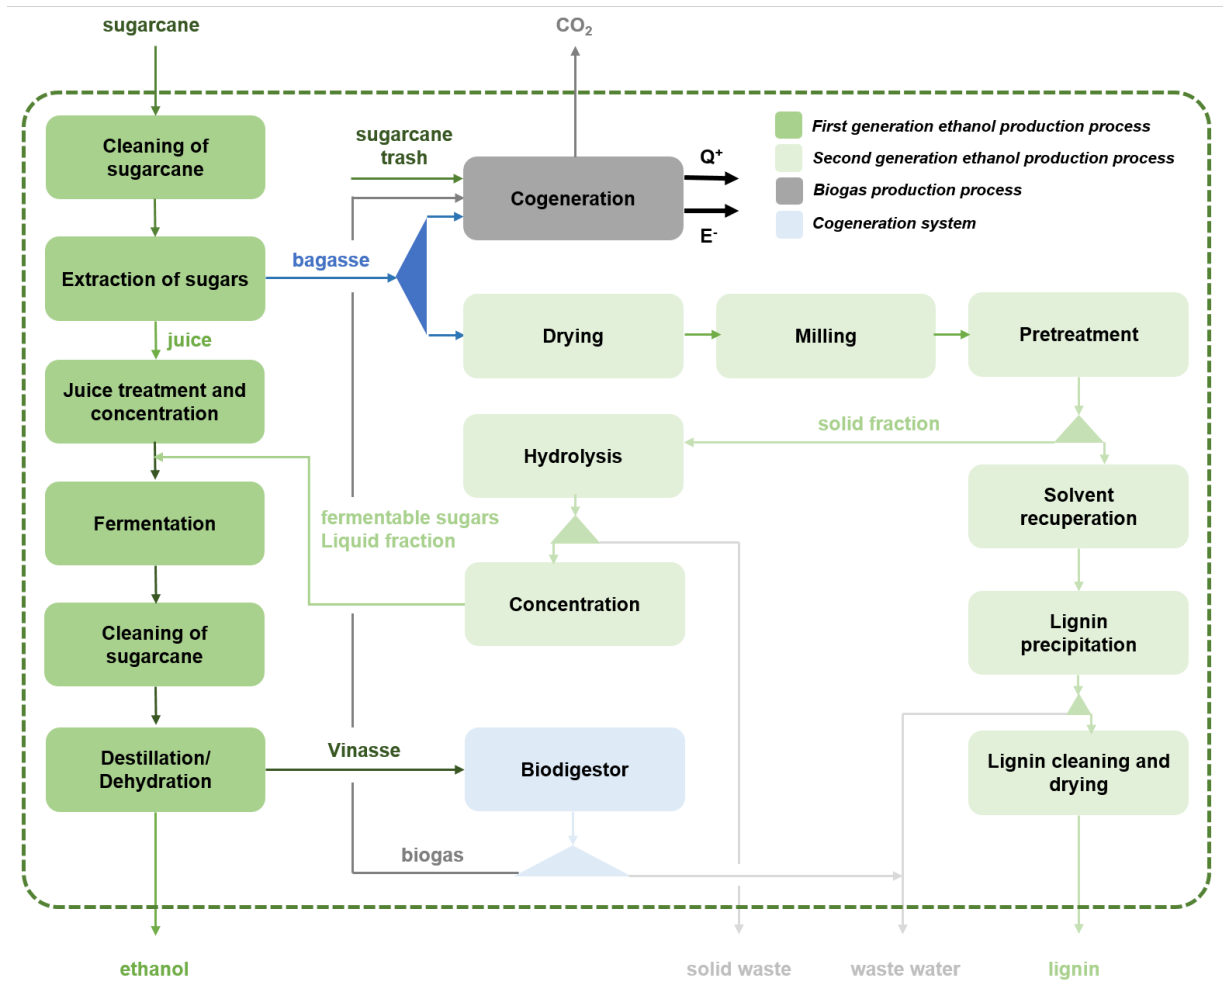 sugarcane
CO₂
Cleaning of
sugarcane
sugarcane
trash
Cogeneration
Q⁺
E⁻
First generation ethanol production process
Second generation ethanol production process
Biogas production process
Cogeneration system
Extraction of sugars
bagasse
juice
Drying
Milling
Pretreatment
Juice treatment and
concentration
Hydrolysis
solid fraction
Solvent
recuperation
Fermentation
fermentable sugars
Liquid fraction
Concentration
Lignin
precipitation
Cleaning of
sugarcane
Destillation/
Dehydration
Vinasse
Biodigestor
Lignin cleaning and
drying
biogas
ethanol
solid waste
waste water
lignin